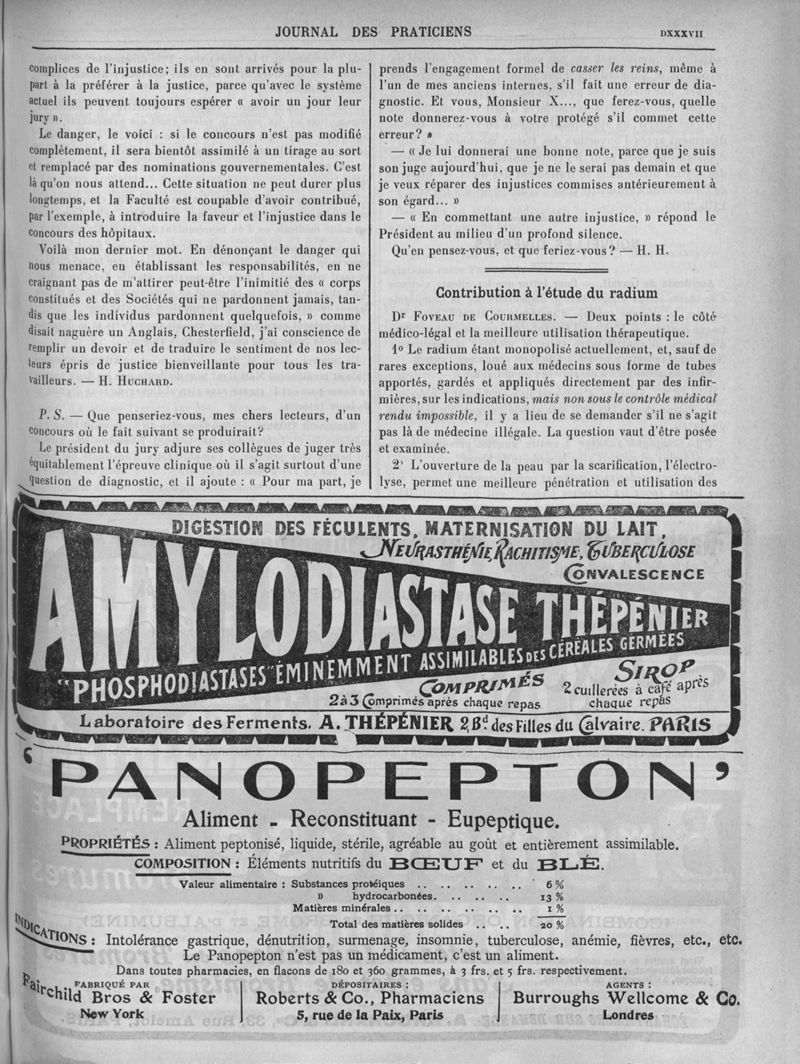 JOURNAL DES PRATICIENS
DXXXVII
complices de l'injustice; ils en sont arrivés pour la plu-
part à la préférer à la justice, parce qu'avec le système
actuel ils peuvent toujours espérer « avoir un jour leur
jury ».
Le danger, le voici : si le concours n'est pas modifié
complètement, il sera bientôt assimilé à un tirage au sort
et remplacé par des nominations gouvernementales. C'est
là qu'on nous attend... Cette situation ne peut durer plus
longtemps, et la Faculté est coupable d'avoir contribué,
par l'exemple, à introduire la faveur et l'injustice dans le
concours des hôpitaux.
Voilà mon dernier mot. En dénonçant le danger qui
nous menace, en établissant les responsabilités, en ne
craignant pas de m'attirer peut-être l'inimitié des « corps
constitués et des Sociétés qui ne pardonnent jamais, tan-
dis que les individus pardonnent quelquefois, » comme
disait naguère un Anglais, Chesterfield, j'ai conscience de
remplir un devoir et de traduire le sentiment de nos lec-
teurs épris de justice bienveillante pour tous les tra-
vailleurs. — H. HUCHARD.
P. S. — Que penseriez-vous, mes chers lecteurs, d'un
concours où le fait suivant se produirait?
Le président du jury adjure ses collègues de juger très
équitablement l'épreuve clinique où il s'agit surtout d'une
question de diagnostic, et il ajoute : « Pour ma part, je
prends l'engagement formel de casser les reins, même à
l'un de mes anciens internes, s'il fait une erreur de dia-
gnostic. Et vous, Monsieur X..., que ferez-vous, quelle
note donnerez-vous à votre protégé s'il commet cette
erreur? »
— « Je lui donnerai une bonne note, parce que je suis
son juge aujourd'hui, que je ne le serai pas demain et que
je veux réparer des injustices commises antérieurement à
son égard... »
— « En commettant une autre injustice, » répond le
Président au milieu d'un profond silence.
Qu'en pensez-vous, et que feriez-vous? — H. H.
Contribution à l'étude du radium
Dr FOVEAU DE COURMELLES. — Deux points : le côté
médico-légal et la meilleure utilisation thérapeutique.
1o Le radium étant monopolisé actuellement, et, sauf de
rares exceptions, loué aux médecins sous forme de tubes
apportés, gardés et appliqués directement par des infir-
mières, sur les indications, mais non sous le contrôle médical
rendu impossible, il y a lieu de se demander s'il ne s'agit
pas là de médecine illégale. La question vaut d'être posée
et examinée.
2° L'ouverture de la peau par la scarification, l'électro-
lyse, permet une meilleure pénétration et utilisation des
DIGESTION DES FÉCULENTS, MATERNISATION DU LAIT,
NEURASTHÉNIE, RACHITISME, TUBERCULOSE
CONVALESCENCE
AMYLODIASTASE THÉPÉNIER
"PHOSPHODIASTASES" ÉMINEMMENT ASSIMILABLES DES CÉRÉALES GERMÉES
COMPRIMÉS
2 à 3 Comprimés après chaque repas
SIROP
2 cuillerées à café après
chaque repas
Laboratoire des Ferments. A. THÉPÉNIER 2, Bd. des Filles du Calvaire. PARIS
'PANOPEPTON'
Aliment - Reconstituant - Eupeptique.
PROPRIÉTÉS : Aliment peptonisé, liquide, stérile, agréable au goût et entièrement assimilable.
COMPOSITION : Éléments nutritifs du BŒUF et du BLÉ.
Valeur alimentaire : Substances protéiques .. .. .. .. .. .. 6 %
» hydrocarbonées. .. .. .. .. 13 %
Matières minérales .. .. .. .. .. .. .. 1 %
Total des matières solides .. .. 20 %
INDICATIONS : Intolérance gastrique, dénutrition, surmenage, insomnie, tuberculose, anémie, fièvres, etc., etc.
Le Panopepton n'est pas un médicament, c'est un aliment.
Dans toutes pharmacies, en flacons de 180 et 360 grammes, à 3 frs. et 5 frs. respectivement.
FABRIQUÉ PAR
Fairchild Bros & Foster
New York
DÉPOSITAIRES :
Roberts & Co., Pharmaciens
5, rue de la Paix, Paris
AGENTS :
Burroughs Wellcome & Co.
Londres